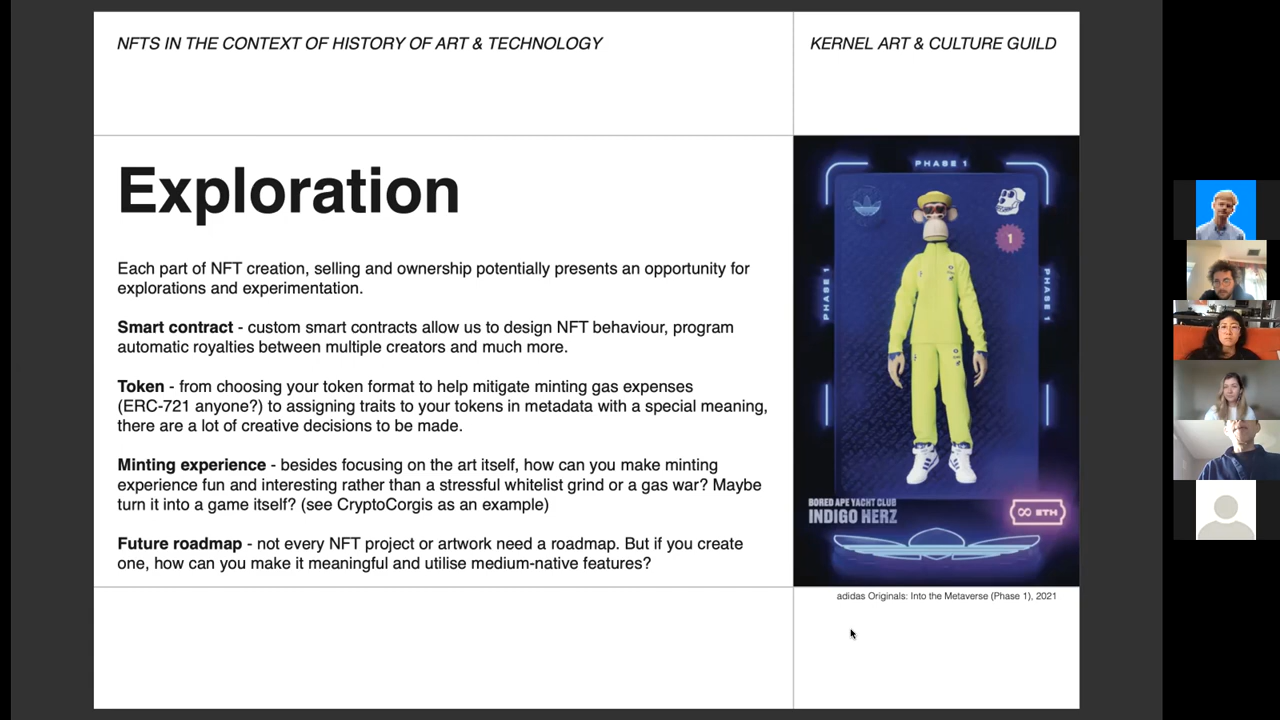 NFTS IN THE CONTEXT OF HISTORY OF ART & TECHNOLOGY
KERNEL ART & CULTURE GUILD
Exploration
Each part of NFT creation, selling and ownership potentially presents an opportunity for
explorations and experimentation.
Smart contract - custom smart contracts allow us to design NFT behaviour, program
automatic royalties between multiple creators and much more.
Token - from choosing your token format to help mitigate minting gas expenses
(ERC-721 anyone?) to assigning traits to your tokens in metadata with a special meaning,
there are a lot of creative decisions to be made.
Minting experience - besides focusing on the art itself, how can you make minting
experience fun and interesting rather than a stressful whitelist grind or a gas war? Maybe
turn it into a game itself? (see CryptoCorgis as an example)
Future roadmap - not every NFT project or artwork need a roadmap. But if you create
one, how can you make it meaningful and utilise medium-native features?
PHASE 1
1
PHASE 1
PHASE 1
BORED APE YACHT CLUB
INDIGO HERZ
ETH
adidas Originals: Into the Metaverse (Phase 1), 2021